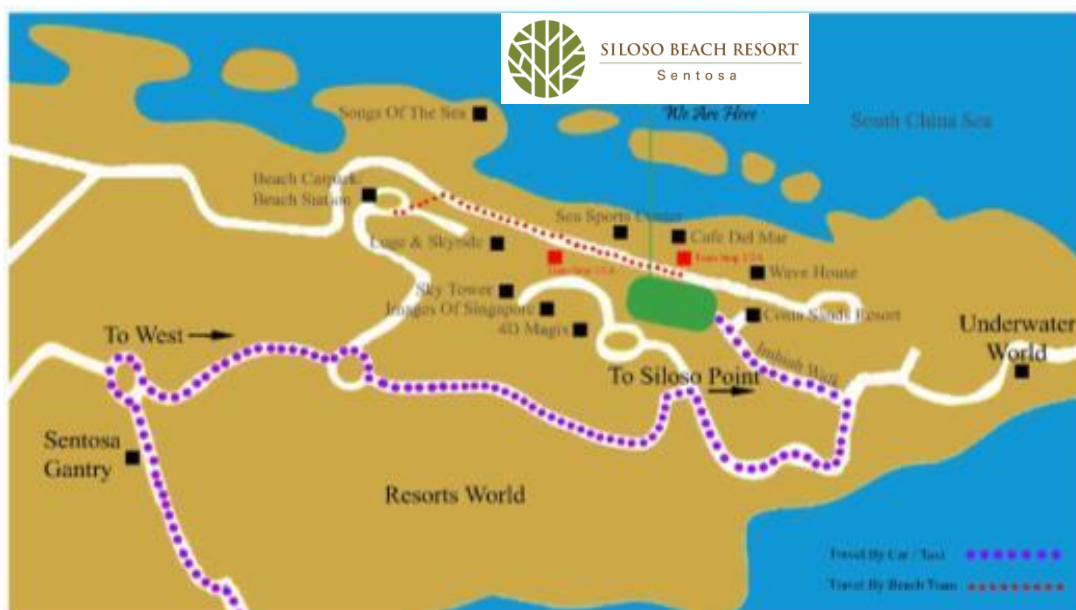 SILOSO BEACH RESORT
Sentosa
We Are Here
South China Sea
Songs Of The Sea
Beach Carpark
Beach Station
Sea Sports Center
Cafe Del Mar
Luge & Skyride
Wave House
Sky Tower
Images Of Singapore
4D Magix
Costa Sands Resort
Underwater
World
To West
To Siloso Point
Imbiah Walk
Sentosa
Gantry
Resorts World
Travel By Car / Taxi
Travel By Beach Tram